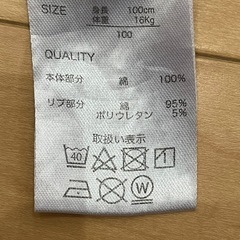 SIZE 身長 100cm
体重 16Kg
100
QUALITY
本体部分 綿 100%
リブ部分 綿 95%
ポリウレタン 5%
取扱い表示
40
W